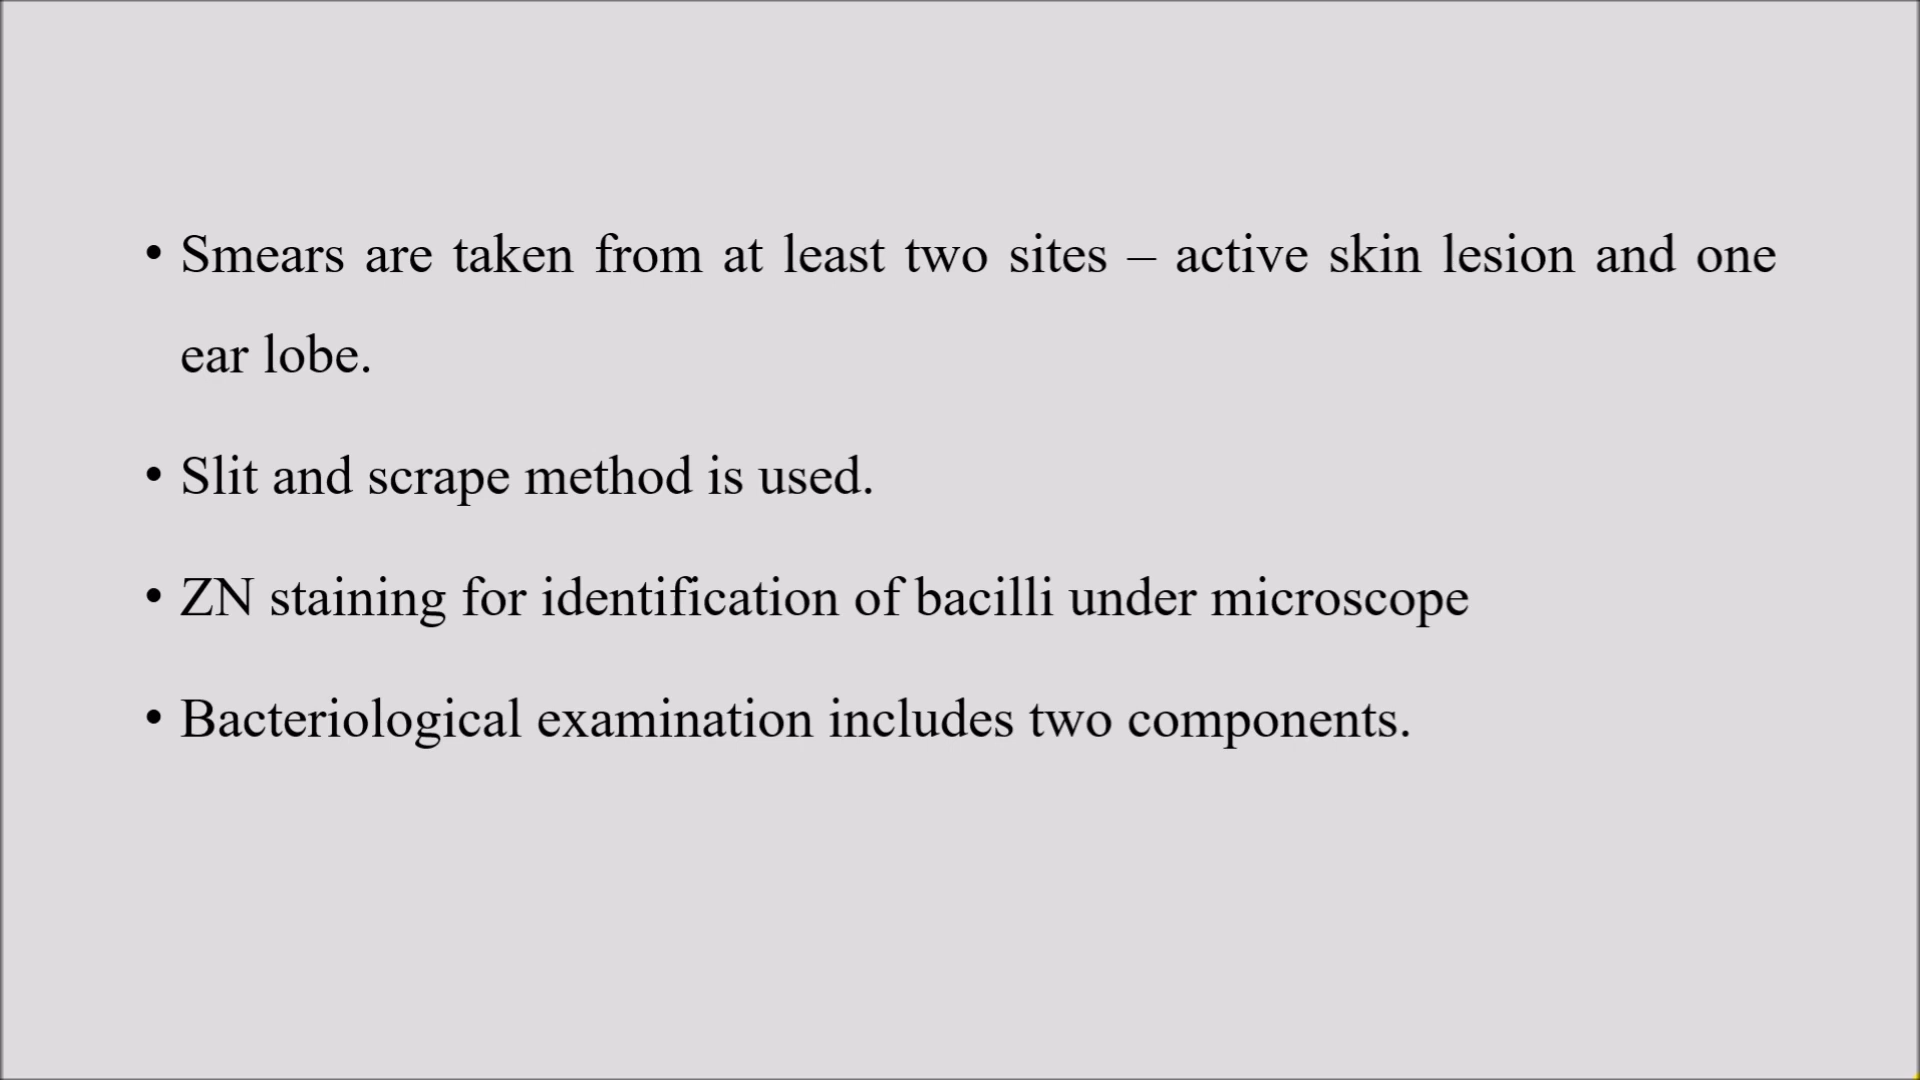 • Smears are taken from at least two sites – active skin lesion and one
ear lobe.
• Slit and scrape method is used.
• ZN staining for identification of bacilli under microscope
• Bacteriological examination includes two components.